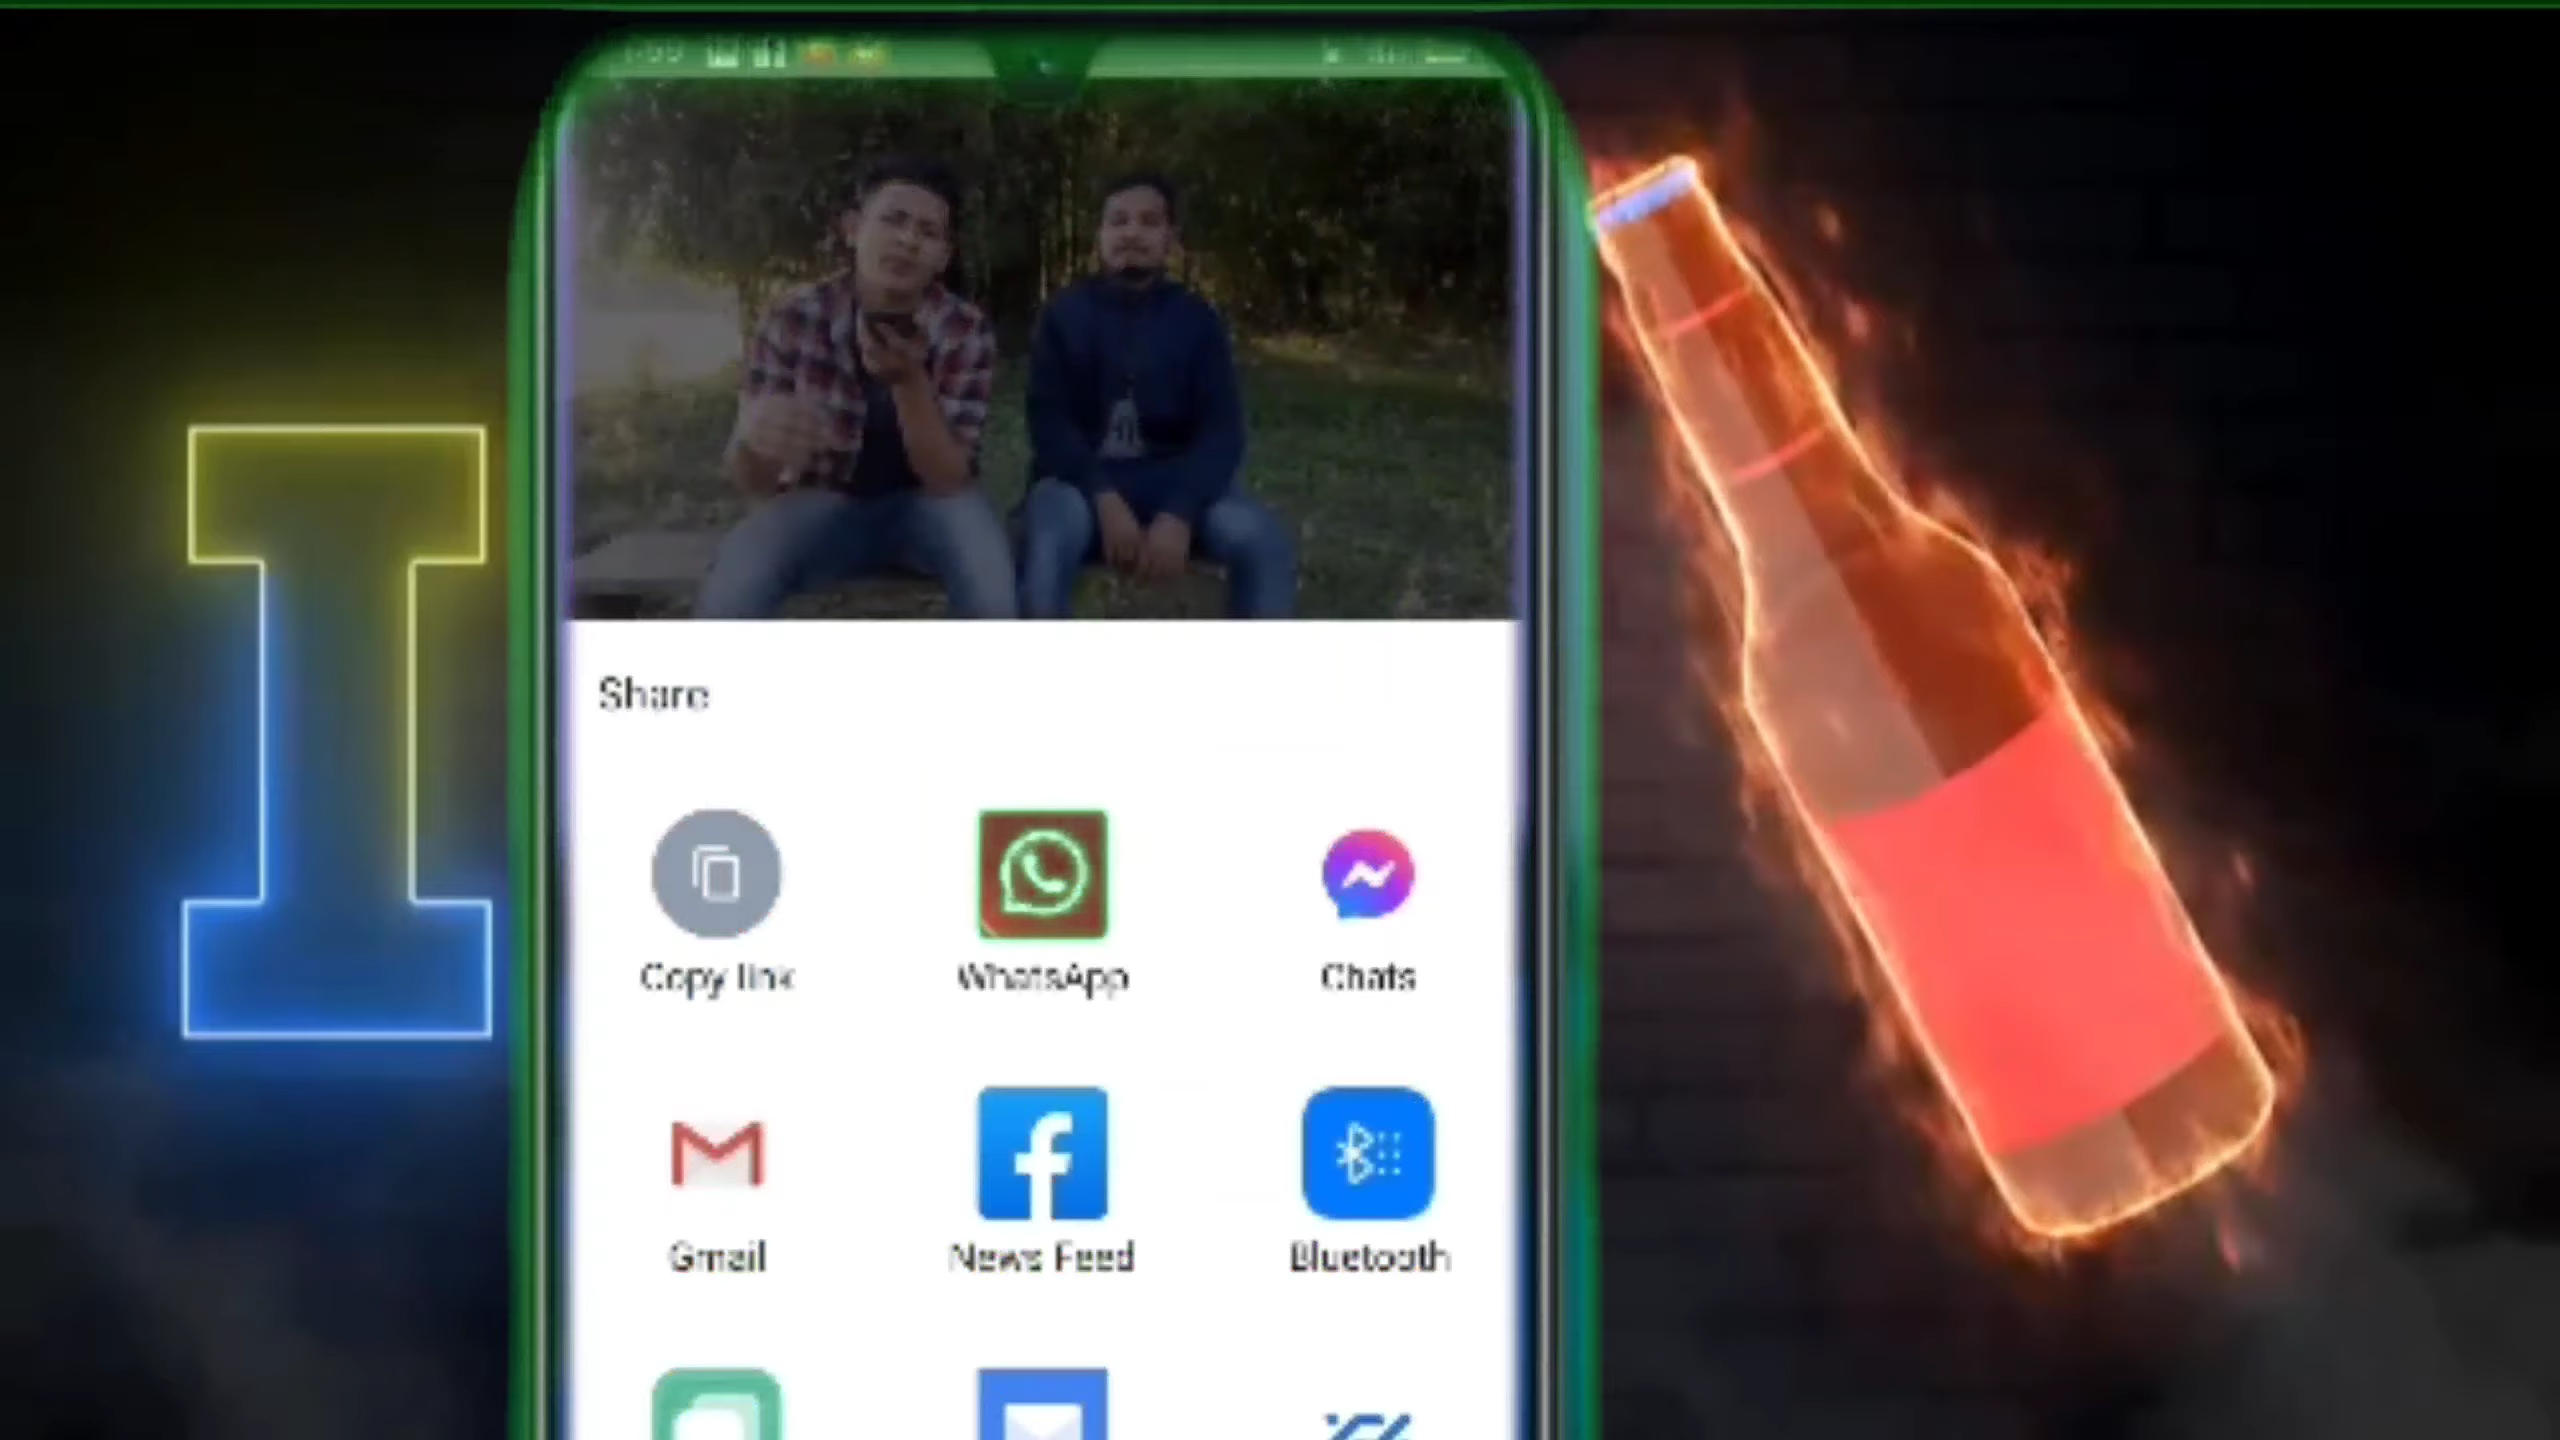 I
Share
Copy link
WhatsApp
Chats
Gmail
News Feed
Bluetooth